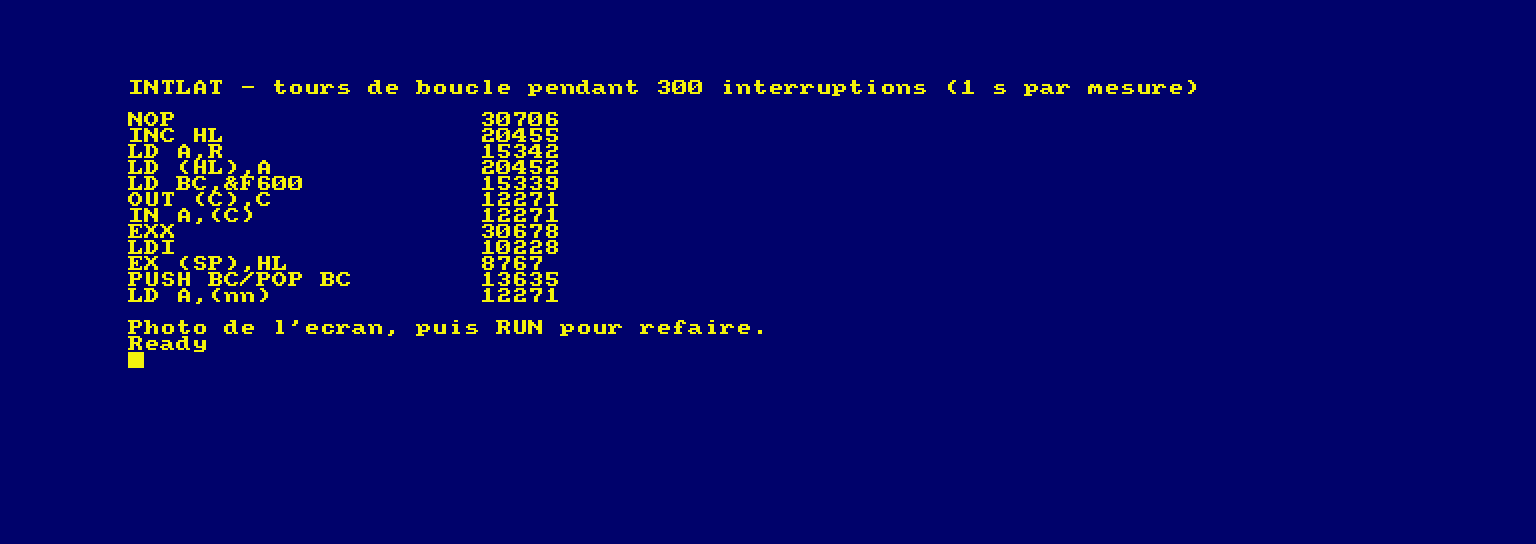 INTLAT - tours de boucle pendant 300 interruptions (1 s par mesure)
NOP 30706
INC HL 20455
LD A,R 15342
LD (HL),A 20452
LD BC,&F600 15339
OUT (C),C 12271
IN A,(C) 12271
EXX 30678
LDI 10228
EX (SP),HL 8767
PUSH BC/POP BC 13635
LD A,(nn) 12271
Photo de l'ecran, puis RUN pour refaire.
Ready